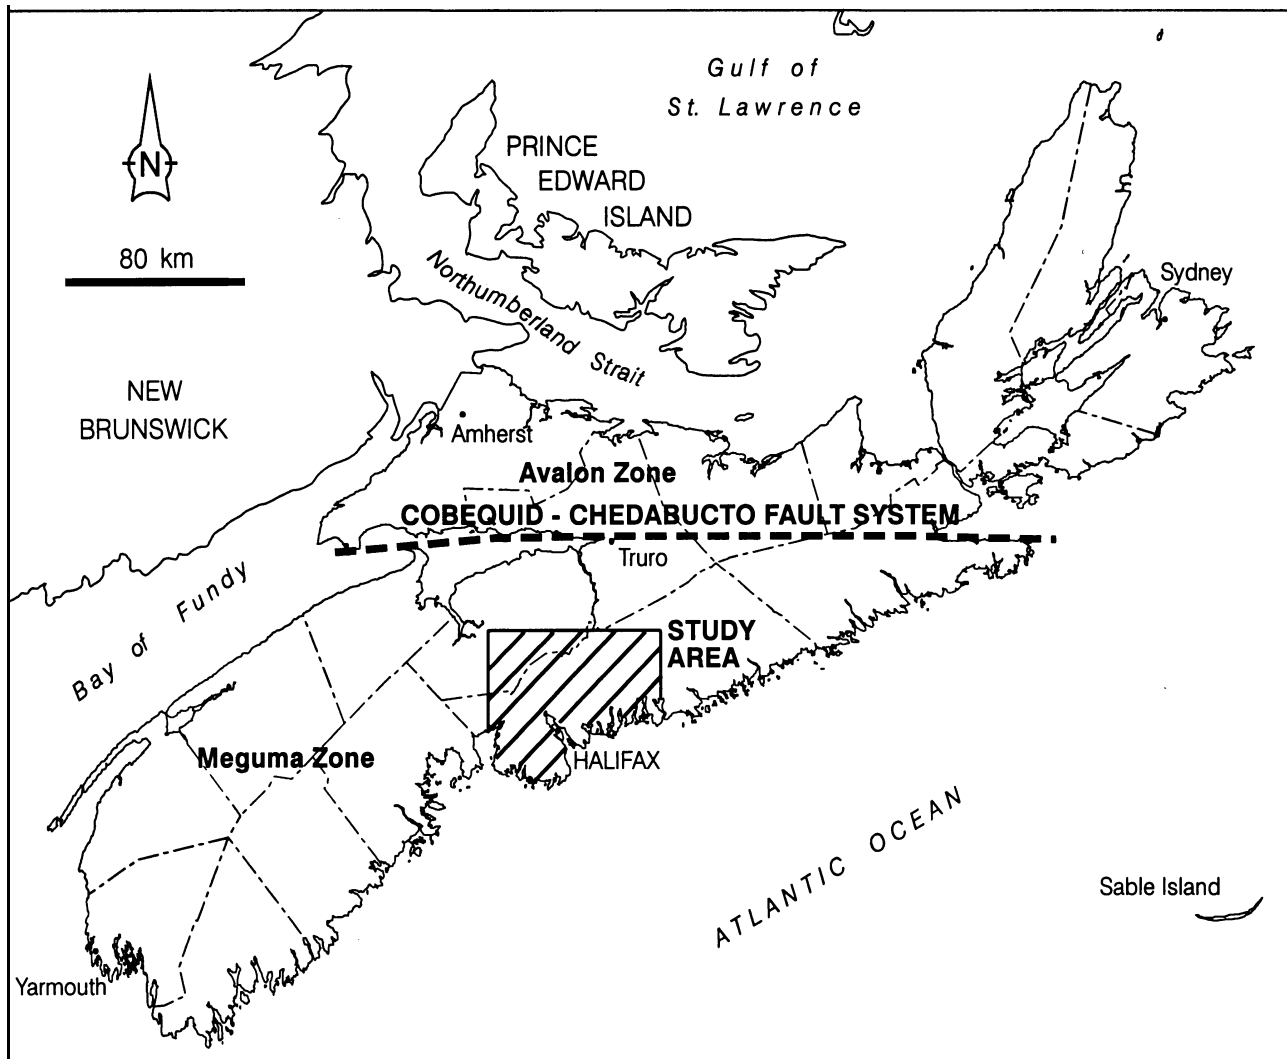 Gulf of
St. Lawrence
PRINCE
EDWARD
ISLAND
N
80 km
Northumberland Strait
Sydney
NEW
BRUNSWICK
Amherst
Avalon Zone
COBEQUID - CHEDABUCTO FAULT SYSTEM
Truro
Bay of Fundy
STUDY
AREA
Meguma Zone
HALIFAX
ATLANTIC OCEAN
Sable Island
Yarmouth